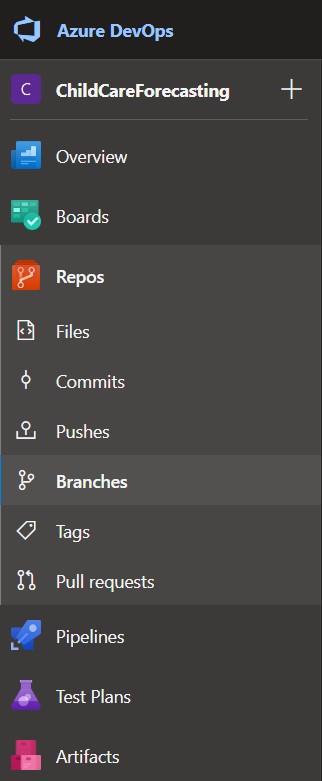 Azure DevOps
C ChildCareForecasting
Overview
Boards
Repos
Files
Commits
Pushes
Branches
Tags
Pull requests
Pipelines
Test Plans
Artifacts